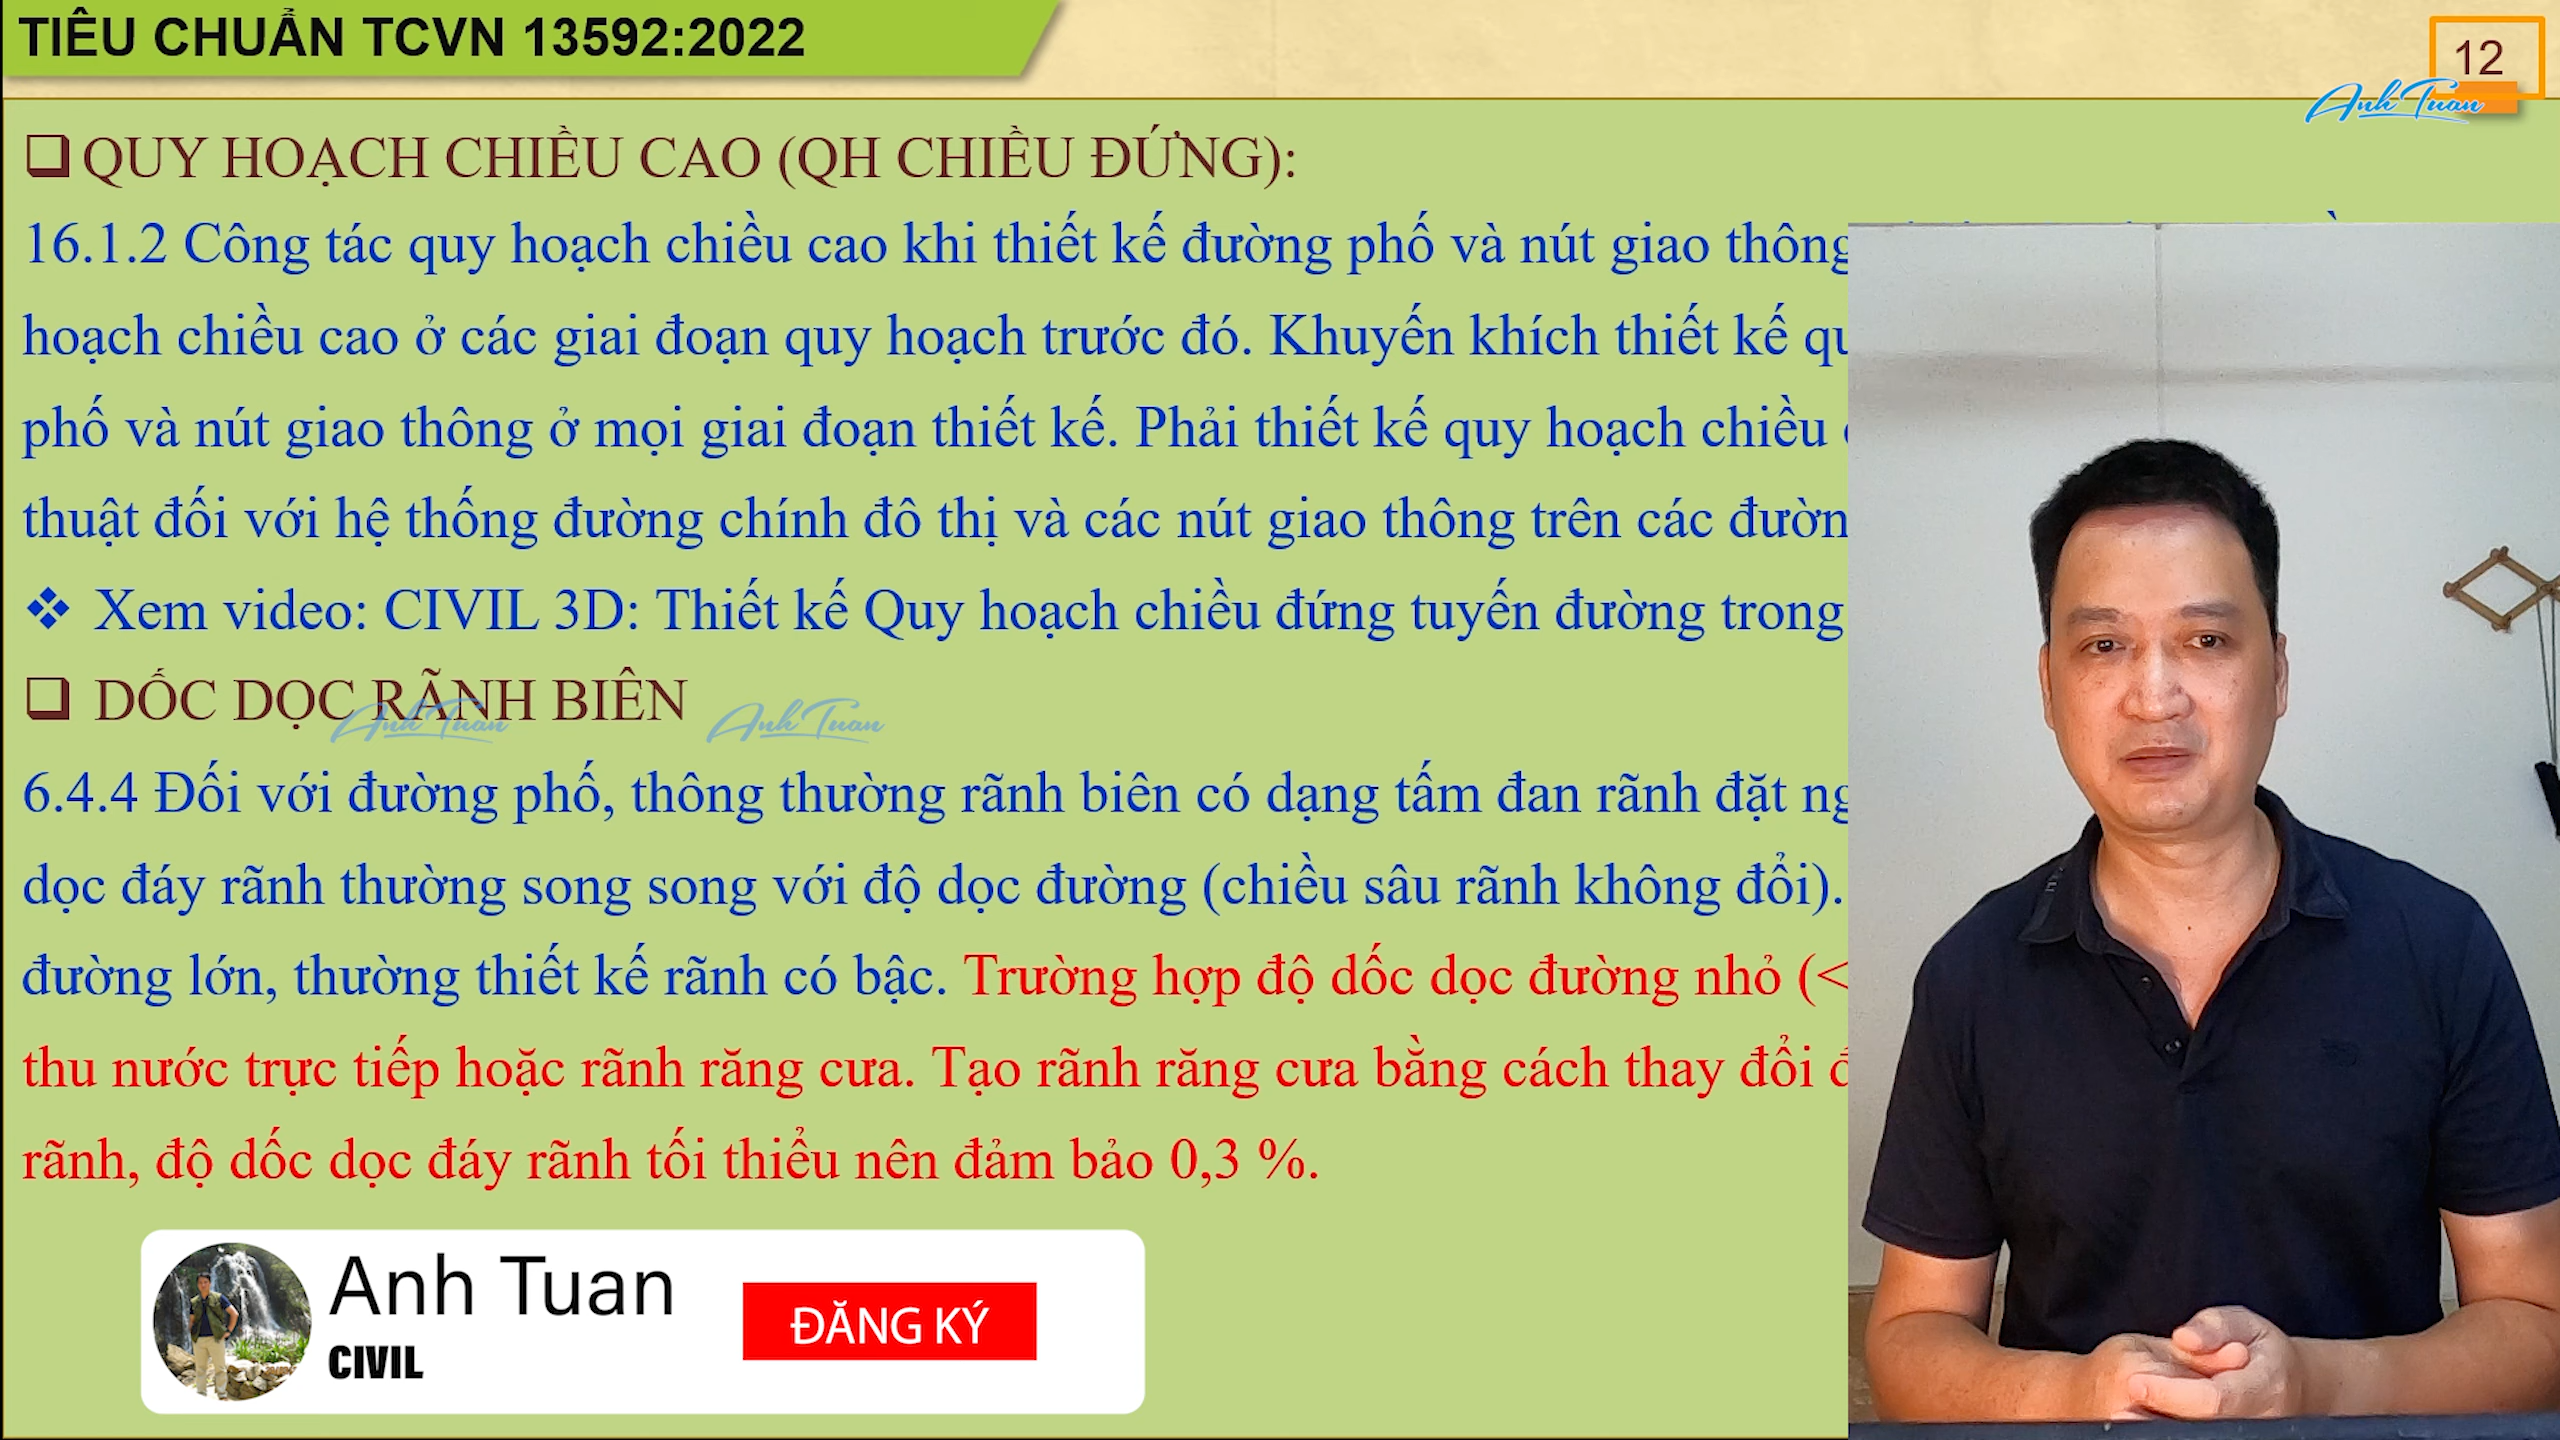 TIÊU CHUẨN TCVN 13592:2022
12
Anh Tuan
QUY HOẠCH CHIỀU CAO (QH CHIỀU ĐỨNG):
16.1.2 Công tác quy hoạch chiều cao khi thiết kế đường phố và nút giao thông
hoạch chiều cao ở các giai đoạn quy hoạch trước đó. Khuyến khích thiết kế
phố và nút giao thông ở mọi giai đoạn thiết kế. Phải thiết kế quy hoạch chiều
thuật đối với hệ thống đường chính đô thị và các nút giao thông trên các
Xem video: CIVIL 3D: Thiết kế Quy hoạch chiều đứng tuyến đường trong
DỐC DỌC RÃNH BIÊN
Anh Tuan Anh Tuan
6.4.4 Đối với đường phố, thông thường rãnh biên có dạng tấm đan rãnh đặt
dọc đáy rãnh thường song song với độ dọc đường (chiều sâu rãnh không đổi).
đường lớn, thường thiết kế rãnh có bậc. Trường hợp độ dốc dọc đường nhỏ (<
thu nước trực tiếp hoặc rãnh răng cưa. Tạo rãnh răng cưa bằng cách thay đổi
rãnh, độ dốc dọc đáy rãnh tối thiểu nên đảm bảo 0,3 %.
Anh Tuan
CIVIL
ĐĂNG KÝ